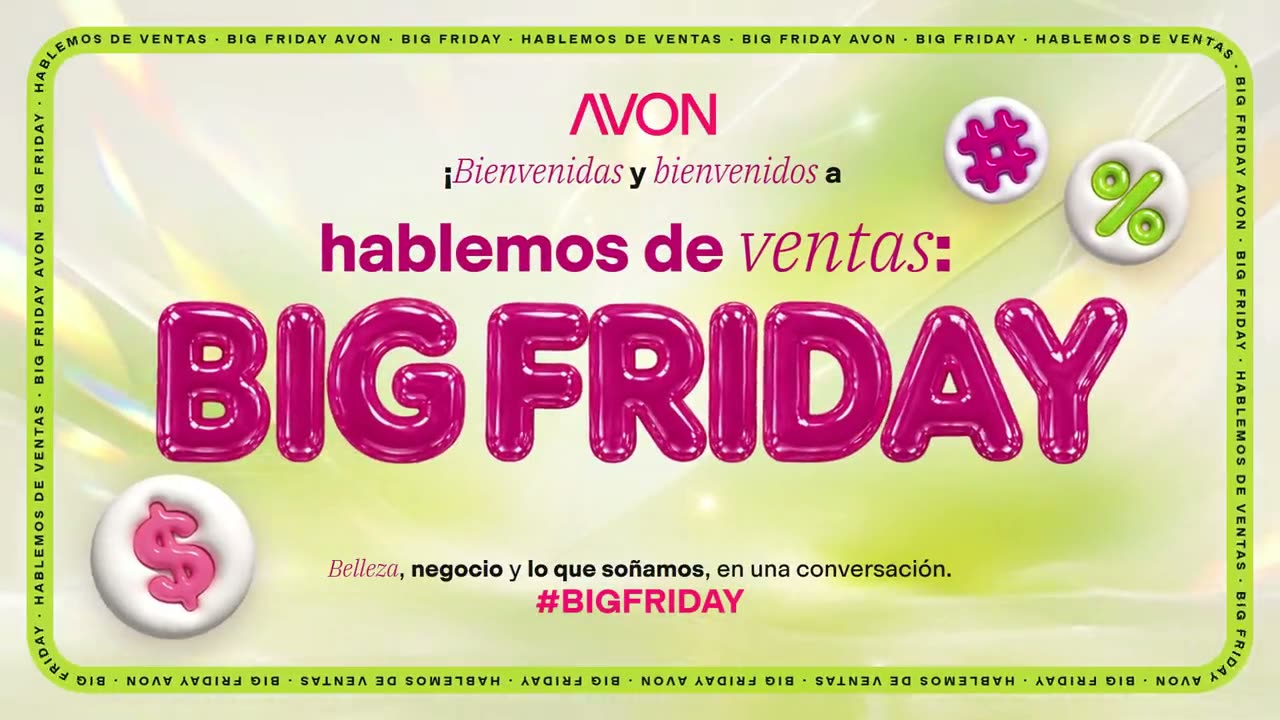 HABLEMOS DE VENTAS · BIG FRIDAY AVON · BIG FRIDAY · HABLEMOS DE VENTAS · BIG FRIDAY AVON · BIG FRIDAY · HABLEMOS DE VENTAS ·
AVON
¡Bienvenidas y bienvenidos a
#
%
hablemos de ventas:
BIG FRIDAY
$
Belleza, negocio y lo que soñamos, en una conversación.
#BIGFRIDAY
BIG FRIDAY AVON · BIG FRIDAY · HABLEMOS DE VENTAS · BIG FRIDAY
AVON · BIG FRIDAY · HABLEMOS DE VENTAS · BIG FRIDAY AVON · BIG FRIDAY · HABLEMOS DE VENTAS · BIG FRIDAY AVON · BIG
FRIDAY · HABLEMOS DE VENTAS · BIG FRIDAY AVON · BIG FRIDAY ·